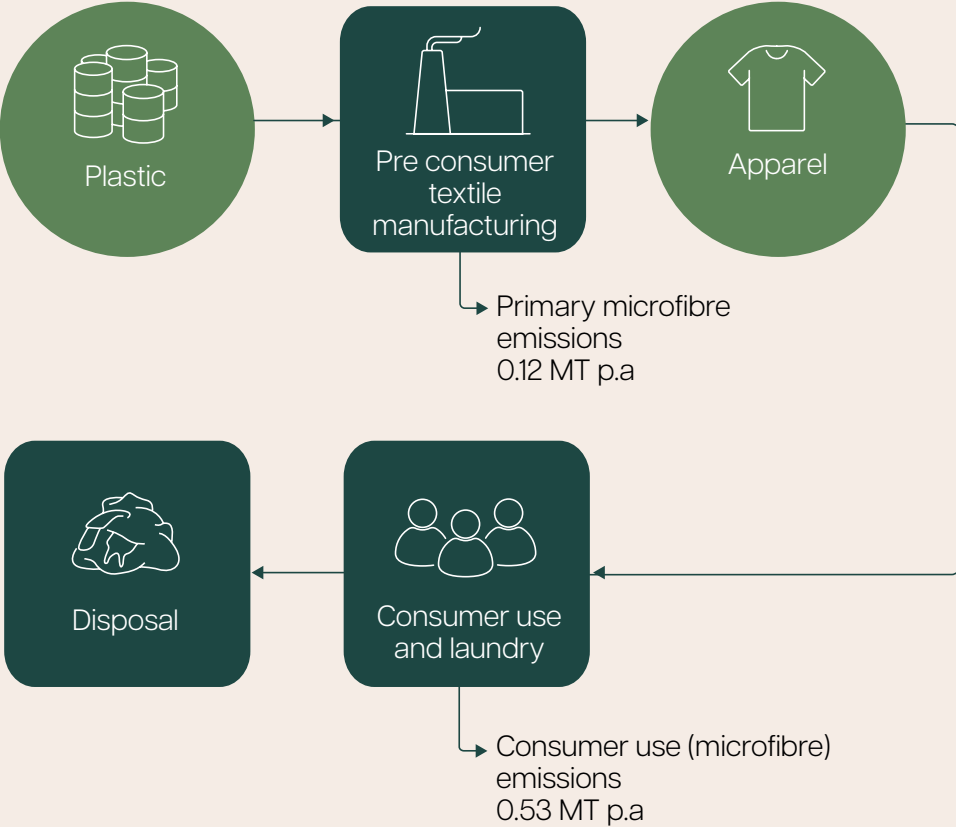 Plastic
Pre consumer
textile
manufacturing
Apparel
Primary microfibre
emissions
0.12 MT p.a
Disposal
Consumer use
and laundry
Consumer use (microfibre)
emissions
0.53 MT p.a